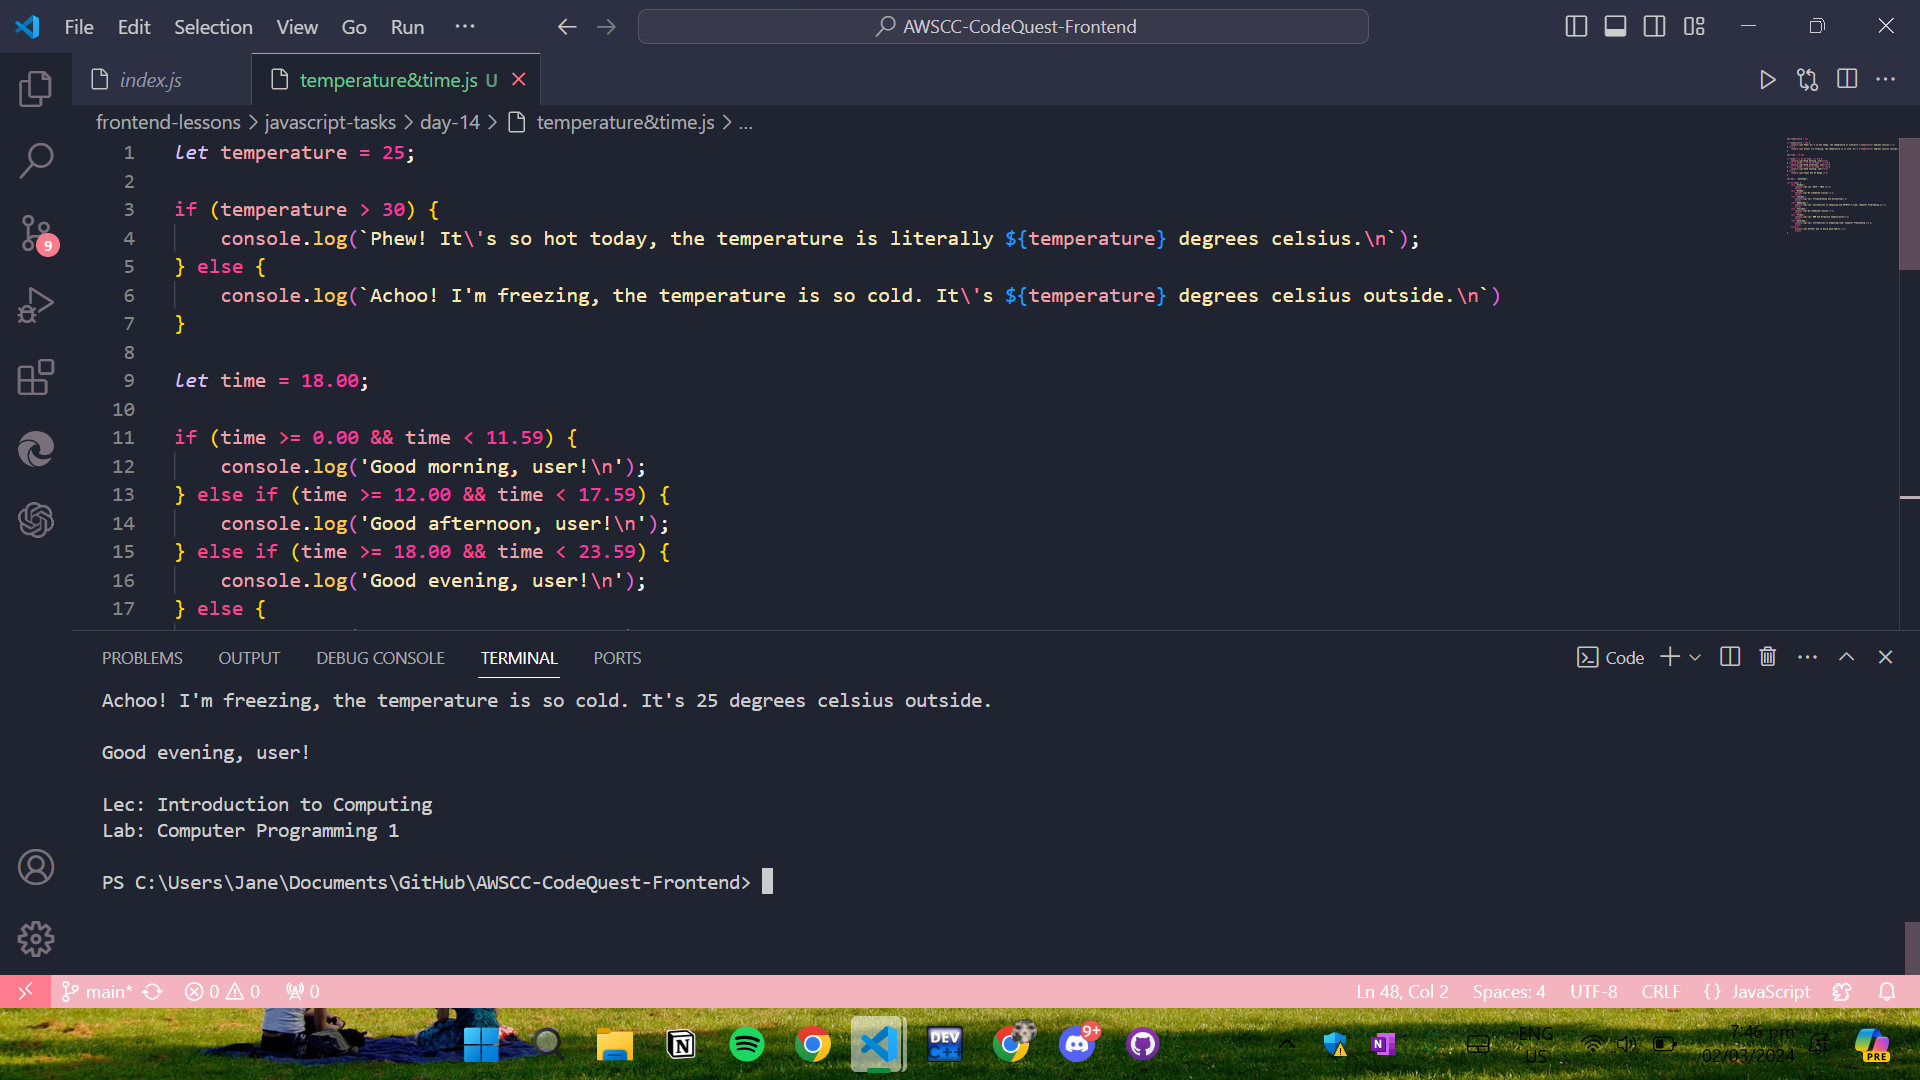 File Edit Selection View Go Run ··· AWSCC-CodeQuest-Frontend
index.js temperature&time.js U
frontend-lessons > javascript-tasks > day-14 > temperature&time.js > ...
1 let temperature = 25;
2
3 if (temperature > 30) {
4 console.log(`Phew! It\'s so hot today, the temperature is literally ${temperature} degrees celsius.\n`);
5 } else {
6 console.log(`Achoo! I'm freezing, the temperature is so cold. It\'s ${temperature} degrees celsius outside.\n`)
7 }
8
9 let time = 18.00;
10
11 if (time >= 0.00 && time < 11.59) {
12 console.log('Good morning, user!\n');
13 } else if (time >= 12.00 && time < 17.59) {
14 console.log('Good afternoon, user!\n');
15 } else if (time >= 18.00 && time < 23.59) {
16 console.log('Good evening, user!\n');
17 } else {
PROBLEMS OUTPUT DEBUG CONSOLE TERMINAL PORTS Code
Achoo! I'm freezing, the temperature is so cold. It's 25 degrees celsius outside.
Good evening, user!
Lec: Introduction to Computing
Lab: Computer Programming 1
PS C:\Users\Jane\Documents\GitHub\AWSCC-CodeQuest-Frontend>
9
main* 0 0 0 Ln 48, Col 2 Spaces: 4 UTF-8 CRLF {} JavaScript
DEV C++ 9+ N ENG US 7:46 pm 02/03/2024 PRE